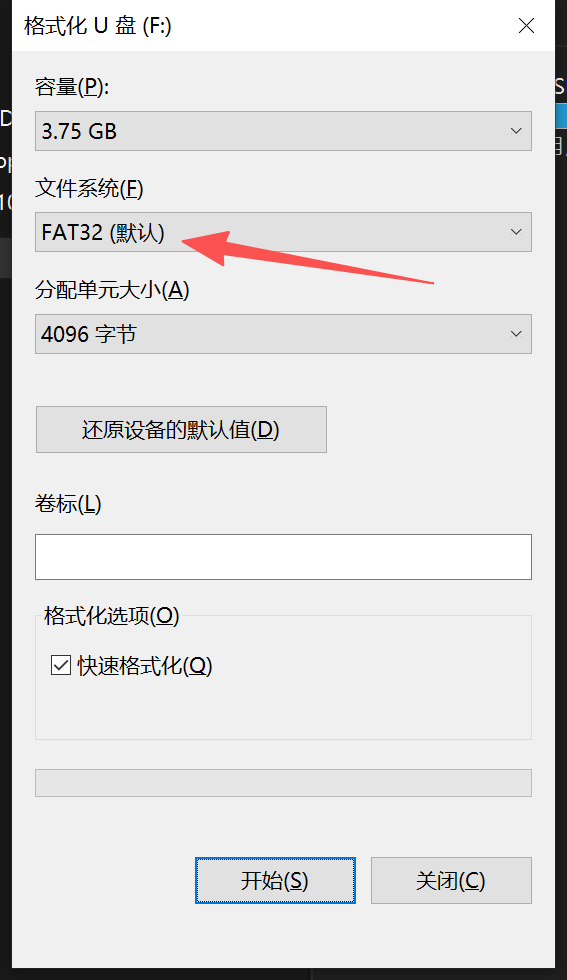 格式化 U 盘 (F:)
容量(P):
3.75 GB
文件系统(F)
FAT32 (默认)
分配单元大小(A)
4096 字节
还原设备的默认值(D)
卷标(L)
格式化选项(O)
快速格式化(Q)
开始(S)
关闭(C)